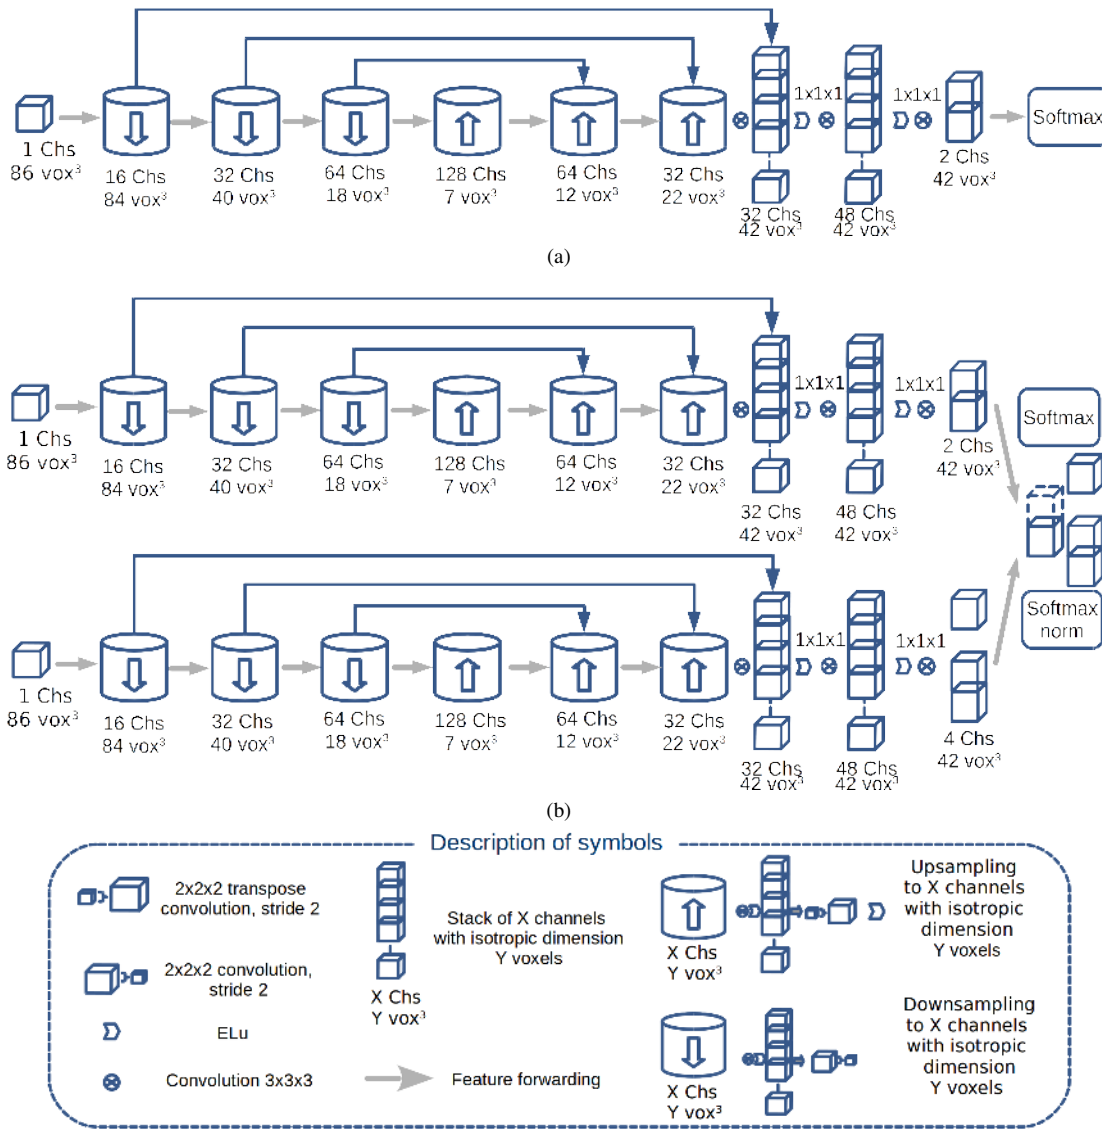 1 Chs
86 vox³
16 Chs
84 vox³
32 Chs
40 vox³
64 Chs
18 vox³
128 Chs
7 vox³
64 Chs
12 vox³
32 Chs
22 vox³
1x1x1
32 Chs
42 vox³
1x1x1
48 Chs
42 vox³
2 Chs
42 vox³
Softmax
(a)
1 Chs
86 vox³
16 Chs
84 vox³
32 Chs
40 vox³
64 Chs
18 vox³
128 Chs
7 vox³
64 Chs
12 vox³
32 Chs
22 vox³
1x1x1
32 Chs
42 vox³
1x1x1
48 Chs
42 vox³
2 Chs
42 vox³
Softmax
Softmax
norm
1 Chs
86 vox³
16 Chs
84 vox³
32 Chs
40 vox³
64 Chs
18 vox³
128 Chs
7 vox³
64 Chs
12 vox³
32 Chs
22 vox³
1x1x1
32 Chs
42 vox³
1x1x1
48 Chs
42 vox³
4 Chs
42 vox³
(b)
Description of symbols
2x2x2 transpose
convolution, stride 2
2x2x2 convolution,
stride 2
ELu
Convolution 3x3x3
Stack of X channels
with isotropic dimension
Y voxels
X Chs
Y vox³
Feature forwarding
X Chs
Y vox³
Upsampling
to X channels
with isotropic
dimension
Y voxels
X Chs
Y vox³
Downsampling
to X channels
with isotropic
dimension
Y voxels